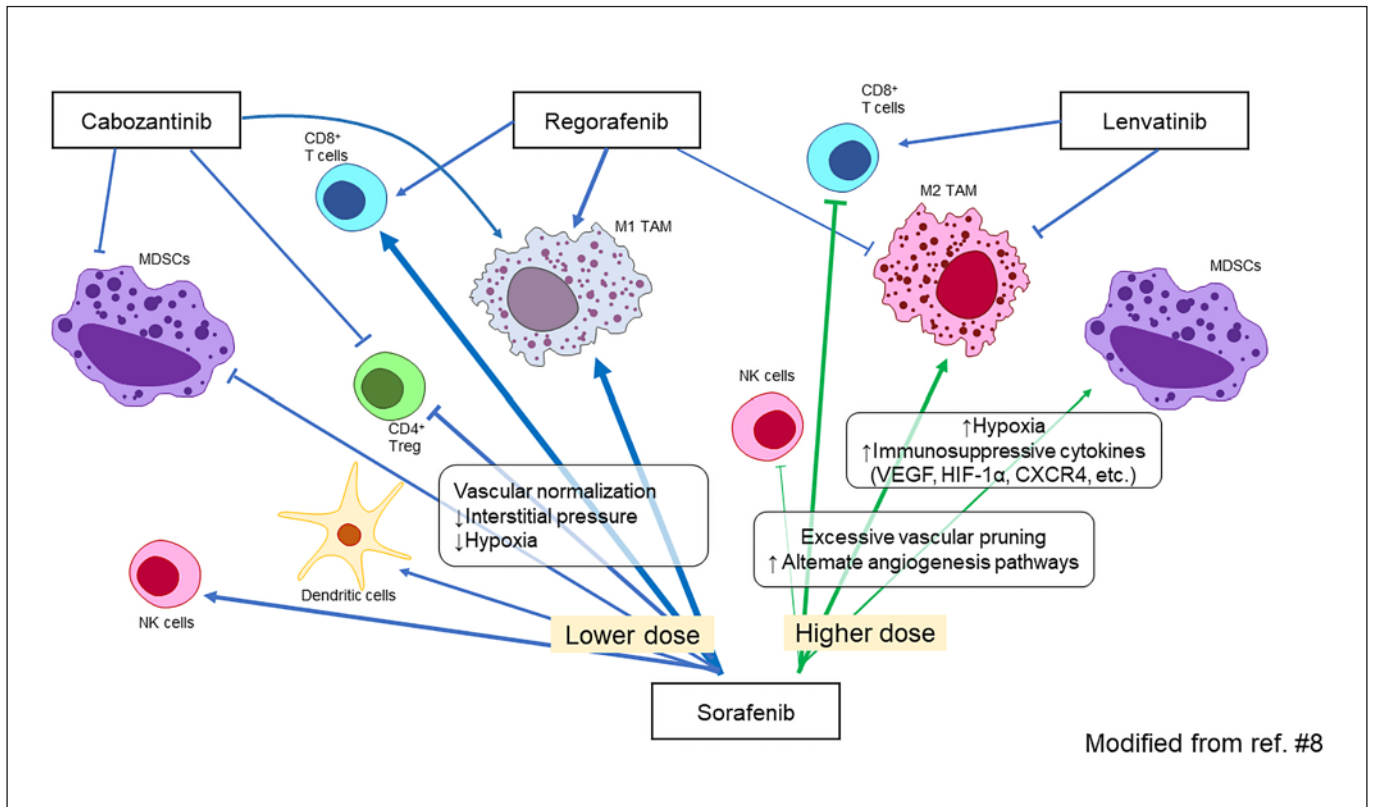 Cabozantinib
Regorafenib
Lenvatinib
CD8⁺
T cells
CD8⁺
T cells
M2 TAM
M1 TAM
MDSCs
MDSCs
NK cells
CD4⁺
Treg
↑Hypoxia
↑Immunosuppressive cytokines
(VEGF, HIF-1α, CXCR4, etc.)
Vascular normalization
↓Interstitial pressure
↓Hypoxia
Excessive vascular pruning
↑ Altemate angiogenesis pathways
Dendritic cells
NK cells
Lower dose
Higher dose
Sorafenib
Modified from ref. #8